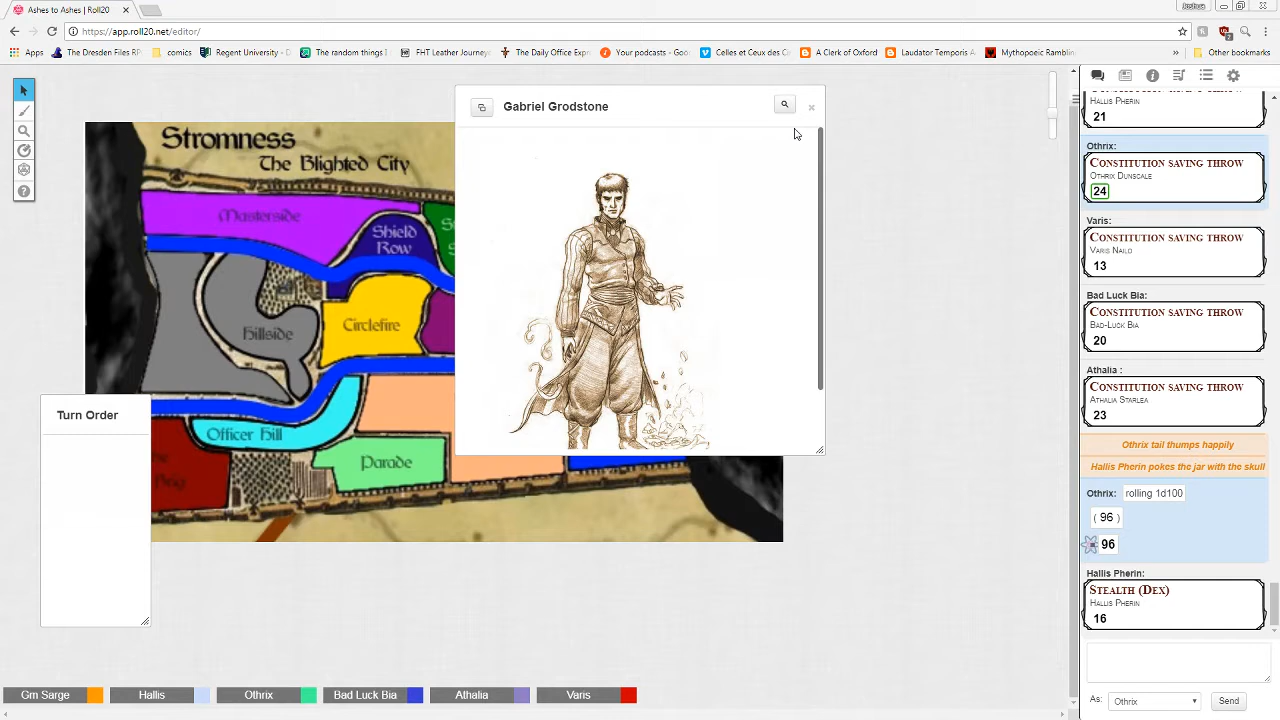 Ashes to Ashes | Roll20
Joshua
https://app.roll20.net/editor/
Apps
The Dresden Files RP
comics
Regent University - D
The random things I
FHT Leather Journey
The Daily Office Expe
Your podcasts - Goo
Celles et Ceux des Ci
A Clerk of Oxford
Laudator Temporis A
Mythopoeic Rambling
Other bookmarks
Stromness
The Blighted City
Masterside
Shield
Row
Hillside
Circlefire
Officer Hill
Parade
Gabriel Grodstone
Turn Order
Hallis Pherin
21
Othrix:
Constitution saving throw
Othrix Dunscale
24
Varis:
Constitution saving throw
Varis Nailo
13
Bad Luck Bia:
Constitution saving throw
Bad-Luck Bia
20
Athalia :
Constitution saving throw
Athalia Starlea
23
Othrix tail thumps happily
Hallis Pherin pokes the jar with the skull
Othrix: rolling 1d100
( 96 )
96
Hallis Pherin:
Stealth (Dex)
Hallis Pherin
16
As: Othrix
Send
Gm Sarge
Hallis
Othrix
Bad Luck Bia
Athalia
Varis